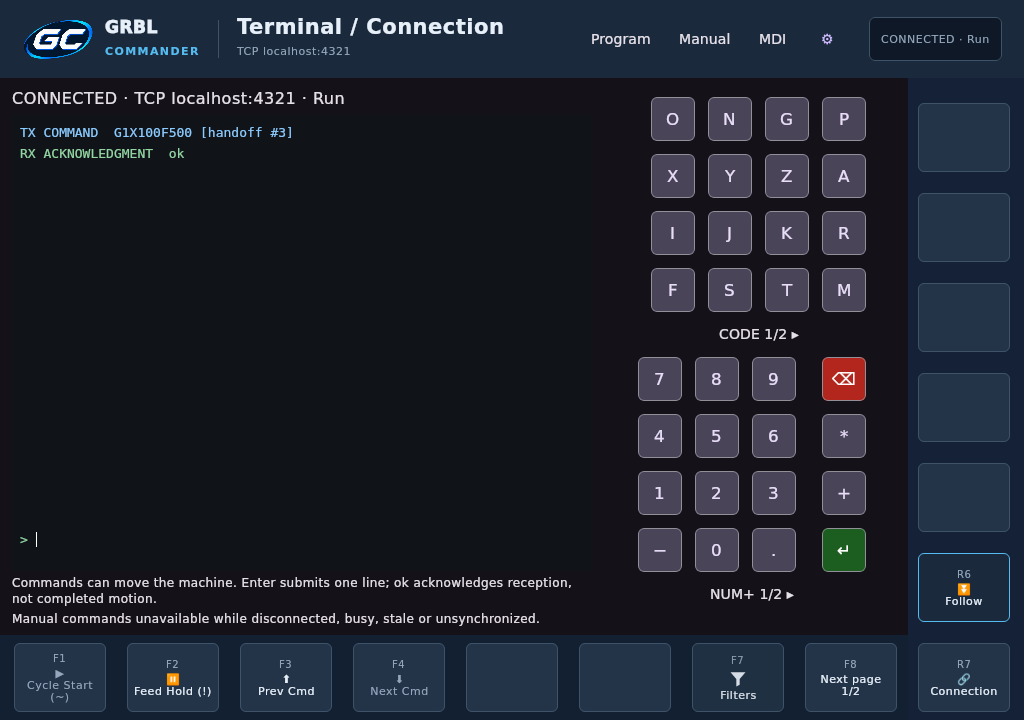 GC
GRBL
COMMANDER
Terminal / Connection
TCP localhost:4321
Program
Manual
MDI
⚙
CONNECTED · Run
CONNECTED · TCP localhost:4321 · Run
TX COMMAND  G1X100F500 [handoff #3]
RX ACKNOWLEDGMENT  ok
>
Commands can move the machine. Enter submits one line; ok acknowledges reception,
not completed motion.
Manual commands unavailable while disconnected, busy, stale or unsynchronized.
O N G P
X Y Z A
I J K R
F S T M
CODE 1/2 ▸
7 8 9 ⌫
4 5 6 *
1 2 3 +
− 0 . ↵
NUM+ 1/2 ▸
R6
⏬
Follow
F1
▶
Cycle Start
(~)
F2
⏸
Feed Hold (!)
F3
⬆
Prev Cmd
F4
⬇
Next Cmd
F7
Filters
F8
Next page
1/2
R7
🔗
Connection